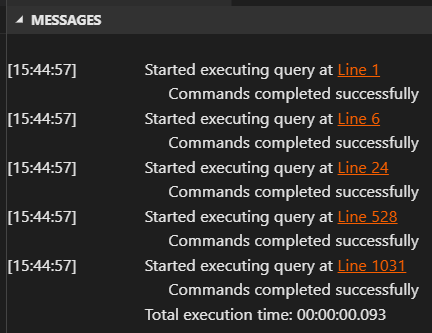 MESSAGES
[15:44:57] Started executing query at Line 1
Commands completed successfully
[15:44:57] Started executing query at Line 6
Commands completed successfully
[15:44:57] Started executing query at Line 24
Commands completed successfully
[15:44:57] Started executing query at Line 528
Commands completed successfully
[15:44:57] Started executing query at Line 1031
Commands completed successfully
Total execution time: 00:00:00.093